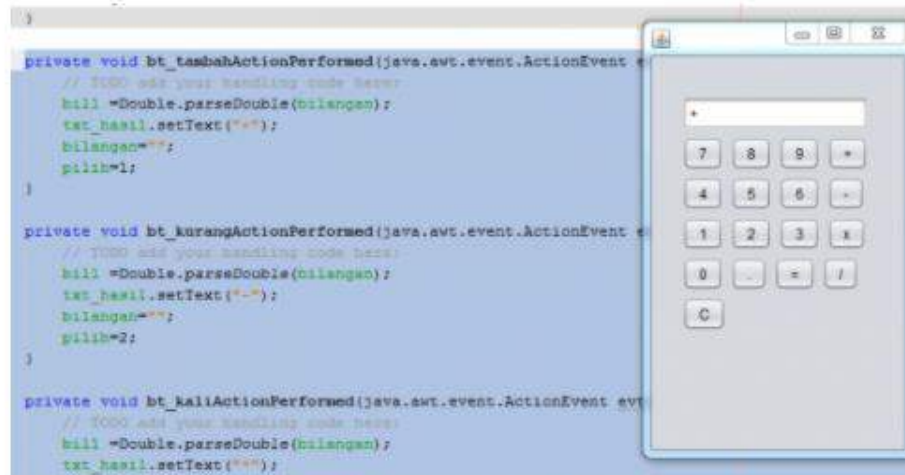 }
private void bt_tambahActionPerformed(java.awt.event.ActionEvent
// TODO add your handling code here:
bil1 =Double.parseDouble(bilangan);
txt_hasil.setText("+");
bilangan="";
pilih=1;
}
private void bt_kurangActionPerformed(java.awt.event.ActionEvent
// TODO add your handling code here:
bil1 =Double.parseDouble(bilangan);
txt_hasil.setText("-");
bilangan="";
pilih=2;
}
private void bt_kaliActionPerformed(java.awt.event.ActionEvent evt
// TODO add your handling code here:
bil1 =Double.parseDouble(bilangan);
txt_hasil.setText("*");
+
7 8 9 +
4 5 6 -
1 2 3 x
0 . = /
C